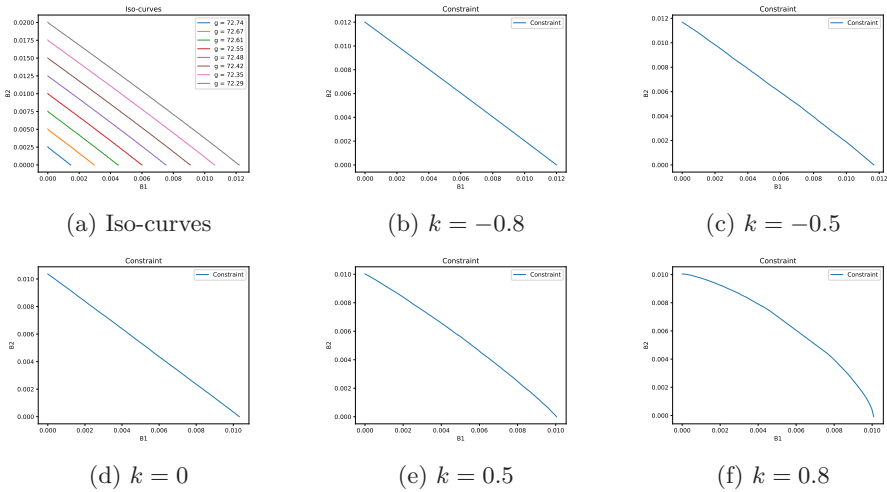 Iso-curves
0.0200
0.0175
0.0150
0.0125
0.0100
0.0075
0.0050
0.0025
0.0000
B2
g = 72.74
g = 72.67
g = 72.61
g = 72.55
g = 72.48
g = 72.42
g = 72.35
g = 72.29
0.000 0.002 0.004 0.006 0.008 0.010 0.012
B1
(a) Iso-curves
Constraint
Constraint
0.012
0.010
0.008
0.006
0.004
0.002
0.000
B2
0.000 0.002 0.004 0.006 0.008 0.010 0.012
B1
(b) k = −0.8
Constraint
Constraint
0.012
0.010
0.008
0.006
0.004
0.002
0.000
B2
0.000 0.002 0.004 0.006 0.008 0.010 0.012
B1
(c) k = −0.5
Constraint
Constraint
0.010
0.008
0.006
0.004
0.002
0.000
B2
0.000 0.002 0.004 0.006 0.008 0.010
B1
(d) k = 0
Constraint
Constraint
0.010
0.008
0.006
0.004
0.002
0.000
B2
0.000 0.002 0.004 0.006 0.008 0.010
B1
(e) k = 0.5
Constraint
Constraint
0.010
0.008
0.006
0.004
0.002
0.000
B2
0.000 0.002 0.004 0.006 0.008 0.010
B1
(f) k = 0.8